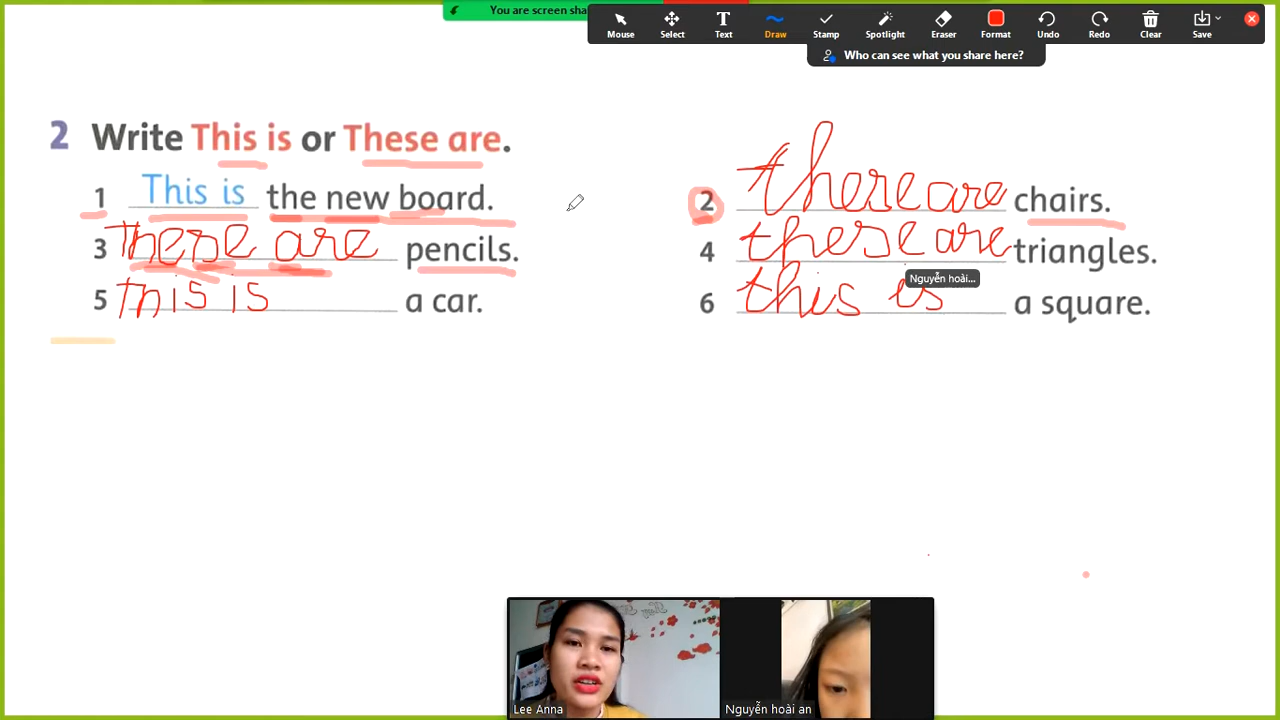 You are screen sha
Mouse Select Text Draw Stamp Spotlight Eraser Format Undo Redo Clear Save
Who can see what you share here?
2 Write This is or These are.
1 This is the new board.
2 these are chairs.
3 These are pencils.
4 these are triangles.
Nguyễn hoài...
5 this is a car.
6 this is a square.
Lee Anna
Nguyễn hoài an